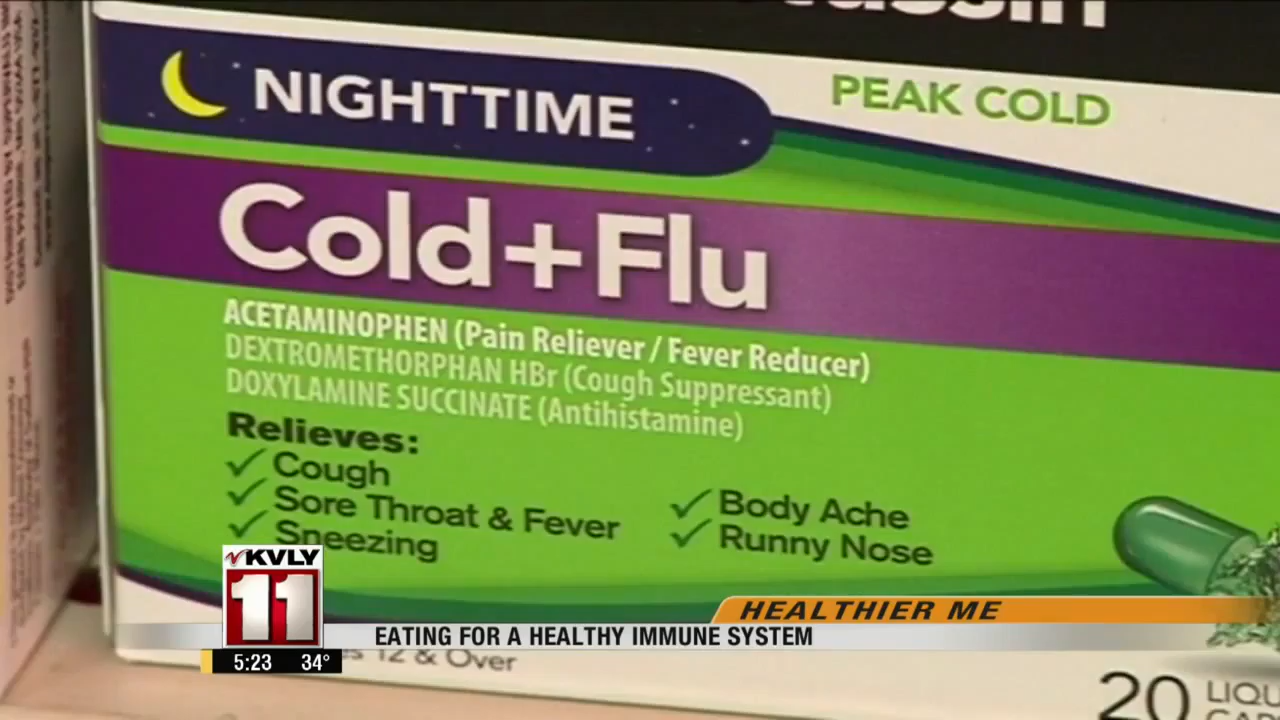 NIGHTTIME
PEAK COLD
Cold+Flu
ACETAMINOPHEN (Pain Reliever / Fever Reducer)
DEXTROMETHORPHAN HBr (Cough Suppressant)
DOXYLAMINE SUCCINATE (Antihistamine)
Relieves:
✓ Cough
✓ Sore Throat & Fever
✓ Sneezing
✓ Body Ache
✓ Runny Nose
KVLY
11
HEALTHIER ME
EATING FOR A HEALTHY IMMUNE SYSTEM
5:23 34°
12 & Over
20